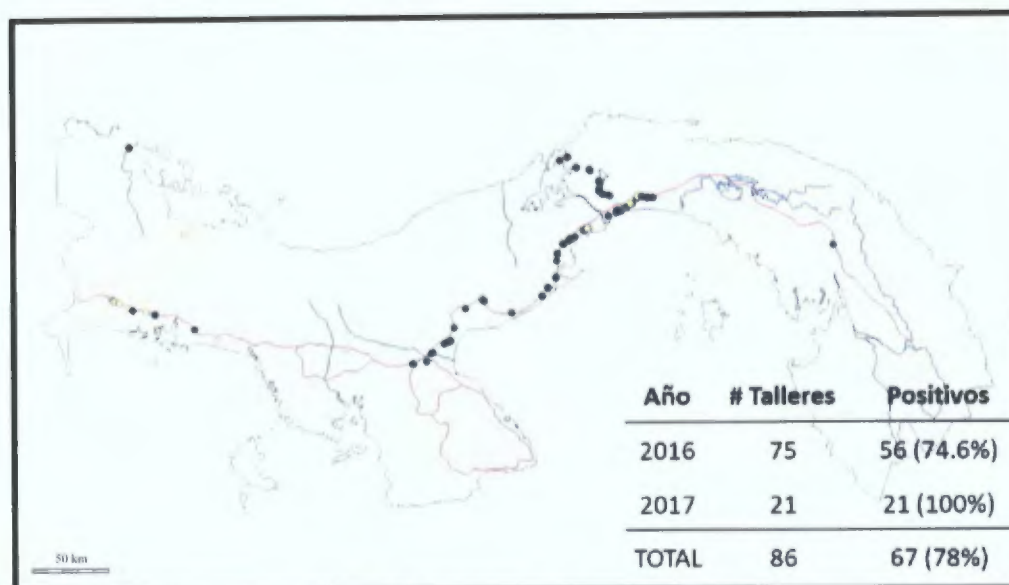 Año # Talleres Positivos
2016 75 56 (74.6%)
2017 21 21 (100%)
TOTAL 86 67 (78%)
50 km